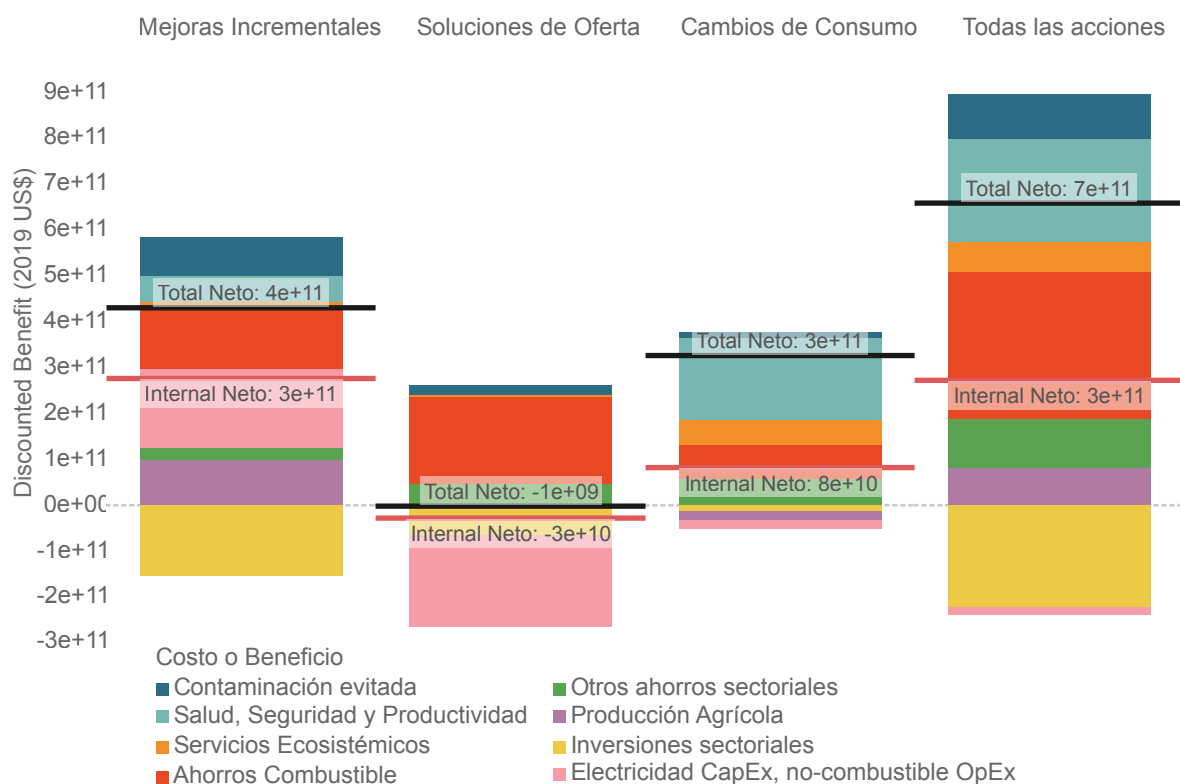 Mejoras Incrementales Soluciones de Oferta Cambios de Consumo Todas las acciones
Discounted Benefit (2019 US$)
9e+11
8e+11
7e+11
6e+11
5e+11
4e+11
3e+11
2e+11
1e+11
0e+00
-1e+11
-2e+11
-3e+11
Total Neto: 4e+11
Internal Neto: 3e+11
Total Neto: -1e+09
Internal Neto: -3e+10
Total Neto: 3e+11
Internal Neto: 8e+10
Total Neto: 7e+11
Internal Neto: 3e+11
Costo o Beneficio
Contaminación evitada
Salud, Seguridad y Productividad
Servicios Ecosistémicos
Ahorros Combustible
Otros ahorros sectoriales
Producción Agrícola
Inversiones sectoriales
Electricidad CapEx, no-combustible OpEx